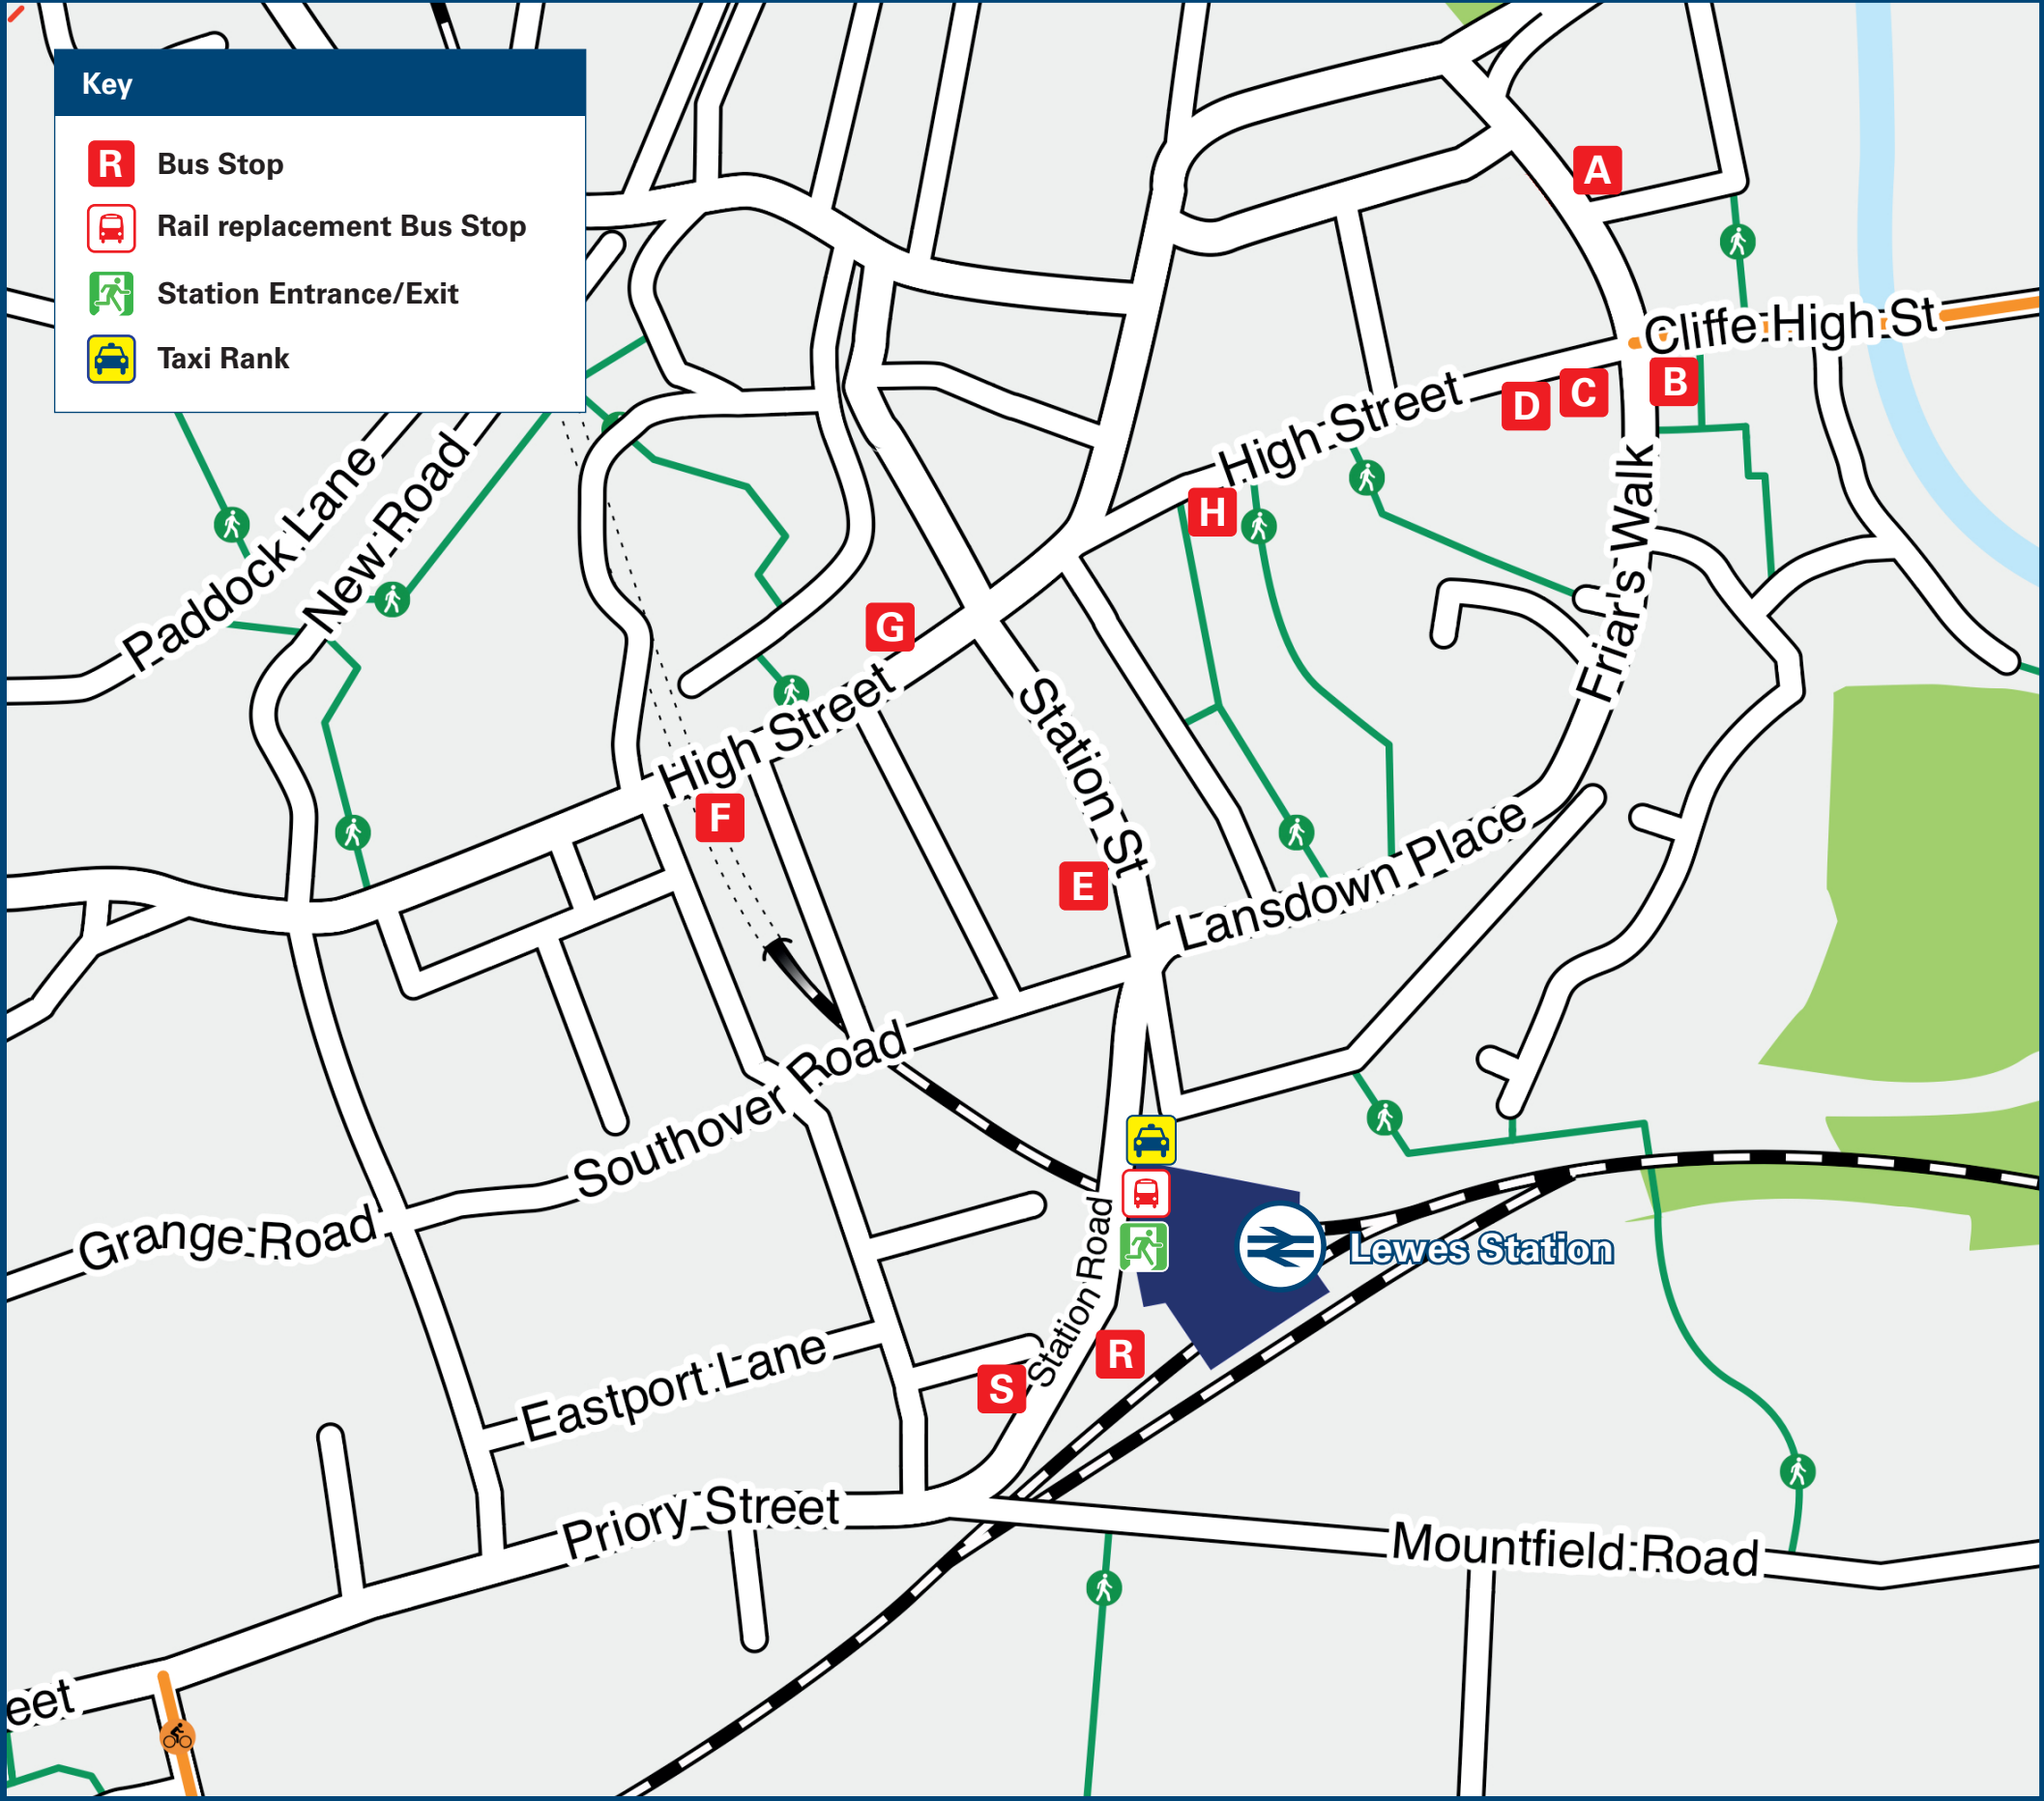 Key
R Bus Stop
Rail replacement Bus Stop
Station Entrance/Exit
Taxi Rank
A
Cliffe High St
B
C
D
High Street
H
Paddock Lane
New Road
Friar's Walk
G
High Street
Station St
F
E
Lansdown Place
Southover Road
Grange Road
Station Road
Lewes Station
Eastport Lane
R
S
Priory Street
Mountfield Road
eet